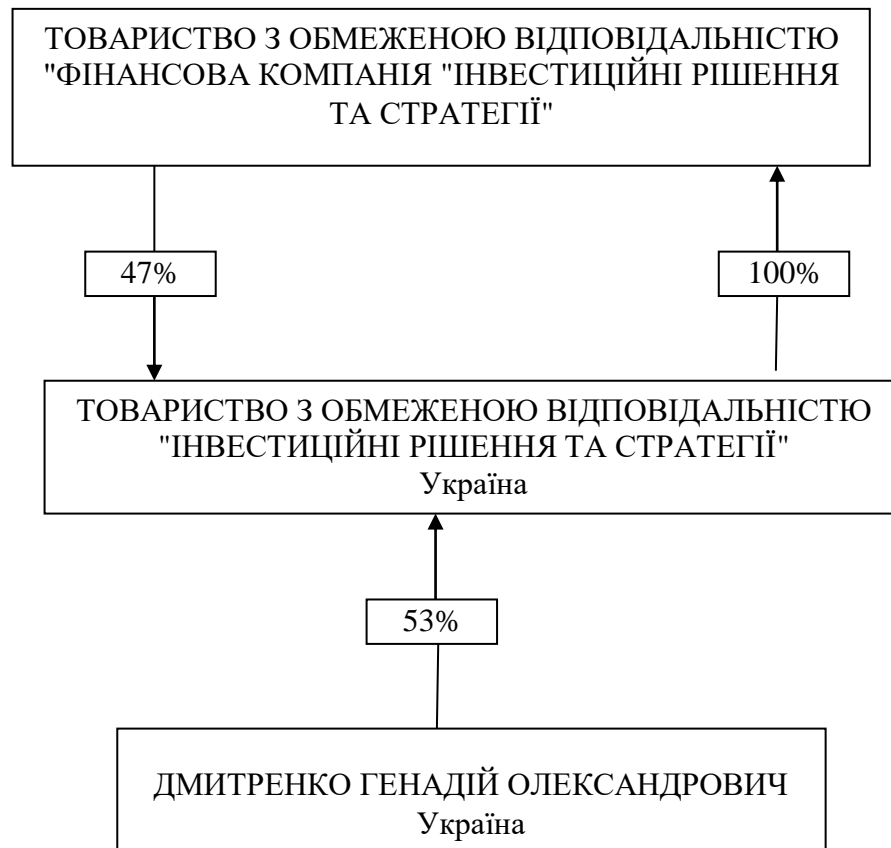 ТОВАРИСТВО З ОБМЕЖЕНОЮ ВІДПОВІДАЛЬНІСТЮ
"ФІНАНСОВА КОМПАНІЯ "ІНВЕСТИЦІЙНІ РІШЕННЯ
ТА СТРАТЕГІЇ"
47%
100%
ТОВАРИСТВО З ОБМЕЖЕНОЮ ВІДПОВІДАЛЬНІСТЮ
"ІНВЕСТИЦІЙНІ РІШЕННЯ ТА СТРАТЕГІЇ"
Україна
53%
ДМИТРЕНКО ГЕНАДІЙ ОЛЕКСАНДРОВИЧ
Україна